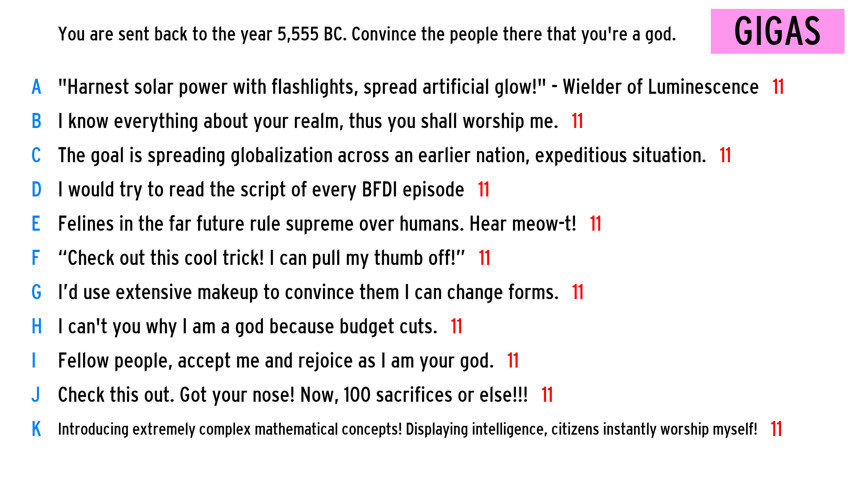 You are sent back to the year 5,555 BC. Convince the people there that you're a god.
GIGAS
A "Harnest solar power with flashlights, spread artificial glow!" - Wielder of Luminescence 11
B I know everything about your realm, thus you shall worship me. 11
C The goal is spreading globalization across an earlier nation, expeditious situation. 11
D I would try to read the script of every BFDI episode 11
E Felines in the far future rule supreme over humans. Hear meow-t! 11
F “Check out this cool trick! I can pull my thumb off!” 11
G I’d use extensive makeup to convince them I can change forms. 11
H I can't you why I am a god because budget cuts. 11
I Fellow people, accept me and rejoice as I am your god. 11
J Check this out. Got your nose! Now, 100 sacrifices or else!!! 11
K Introducing extremely complex mathematical concepts! Displaying intelligence, citizens instantly worship myself! 11